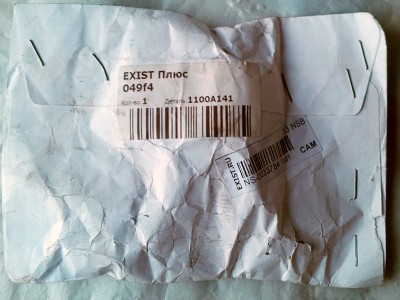 EXIST Плюс
049f4
Кол-во 1 Деталь 1100A141
NSB
EXIST.RU
CAM